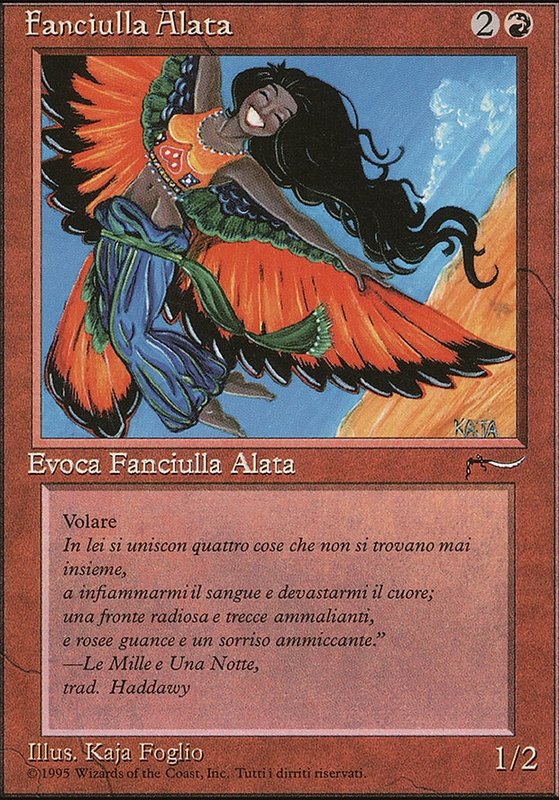 Fanciulla Alata 2
KAJA
Evoca Fanciulla Alata
Volare
In lei si uniscon quattro cose che non si trovano mai
insieme,
a infiammarmi il sangue e devastarmi il cuore;
una fronte radiosa e trecce ammalianti,
e rosee guance e un sorriso ammiccante.”
—Le Mille e Una Notte,
trad. Haddawy
Illus. Kaja Foglio
1/2
©1995 Wizards of the Coast, Inc. Tutti i dirriti riservati.